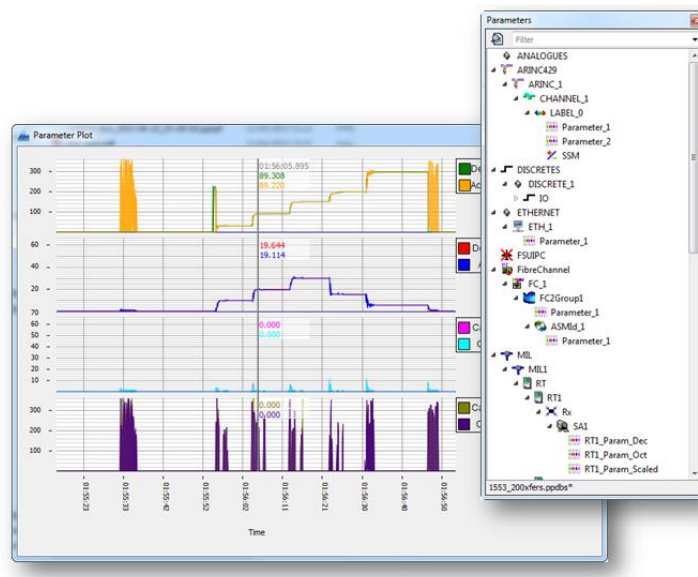 Parameters
Filter
ANALOGUES
ARINC429
ARINC_1
CHANNEL_1
LABEL_0
Parameter_1
Parameter_2
SSM
DISCRETES
DISCRETE_1
IO
ETHERNET
ETH_1
Parameter_1
FSUIPC
FibreChannel
FC_1
FC2Group1
Parameter_1
ASMId_1
Parameter_1
MIL
MIL1
RT
RT1
Rx
SA1
RT1_Param_Dec
RT1_Param_Oct
RT1_Param_Scaled
1553_200xfers.ppdbs*
Parameter Plot
300
200
100
01:56:05.895
89.308
89.220
De
Ac
60
40
20
19.644
19.114
D
A
70
60
50
40
30
20
10
0.000
0.000
Ca
C
300
200
100
0.000
0.000
Ca
C
01:55:23
01:55:33
01:55:42
01:55:52
01:56:02
01:56:11
01:56:21
01:56:30
01:56:40
01:56:50
Time